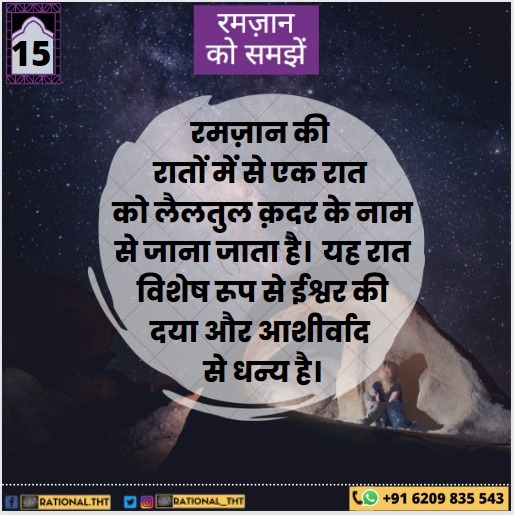 15
रमज़ान
को समझें
रमज़ान की
रातों में से एक रात
को लैलतुल क़दर के नाम
से जाना जाता है। यह रात
विशेष रूप से ईश्वर की
दया और आशीर्वाद
से धन्य है।
RATIONAL.THT
RATIONAL_THT
+91 6209 835 543